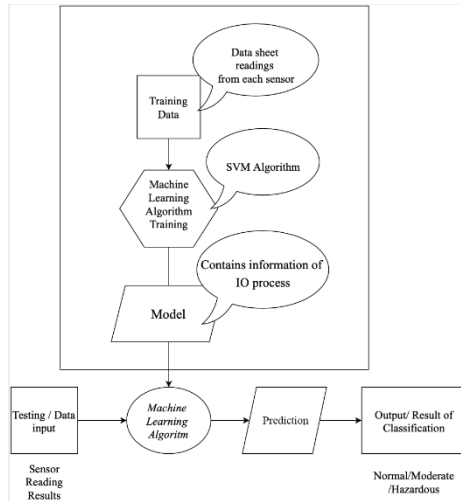 Data sheet
readings
from each sensor
Training
Data
SVM Algorithm
Machine
Learning
Algorithm
Training
Contains information of
IO process
Model
Testing / Data
input
Machine
Learning
Algoritm
Prediction
Output/ Result of
Classification
Sensor
Reading
Results
Normal/Moderate
/Hazardous